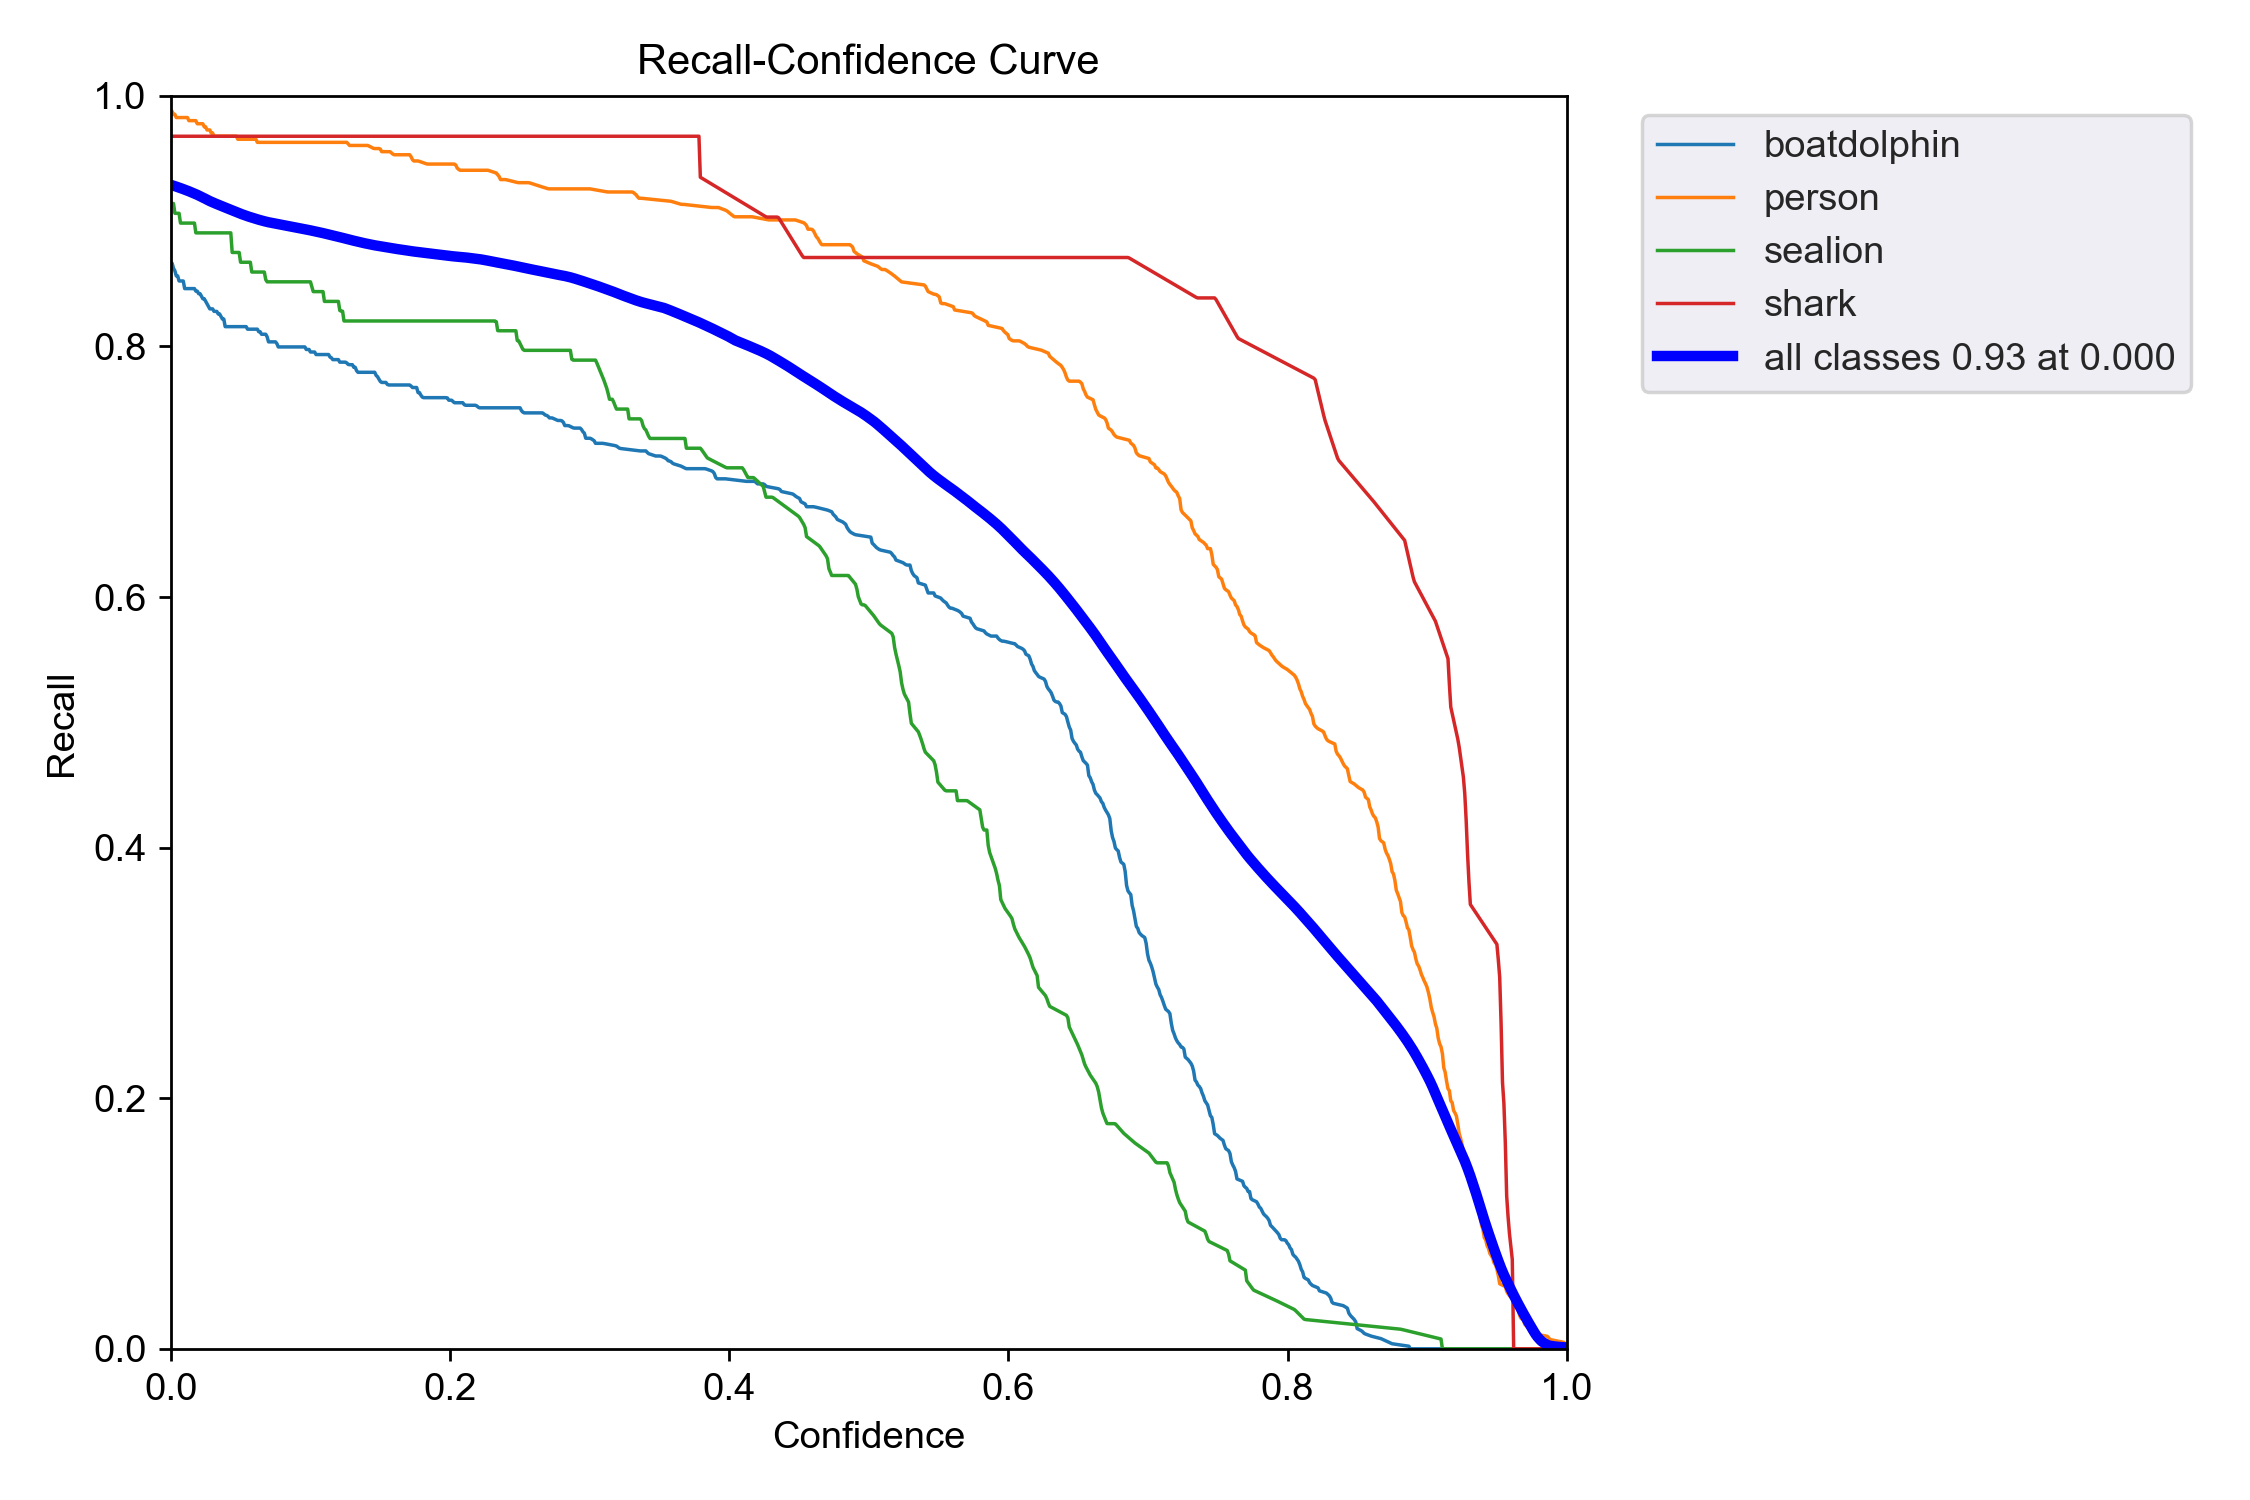 Recall-Confidence Curve
1.0
0.8
0.6
0.4
0.2
0.0
Recall
0.0 0.2 0.4 0.6 0.8 1.0
Confidence
boatdolphin
person
sealion
shark
all classes 0.93 at 0.000